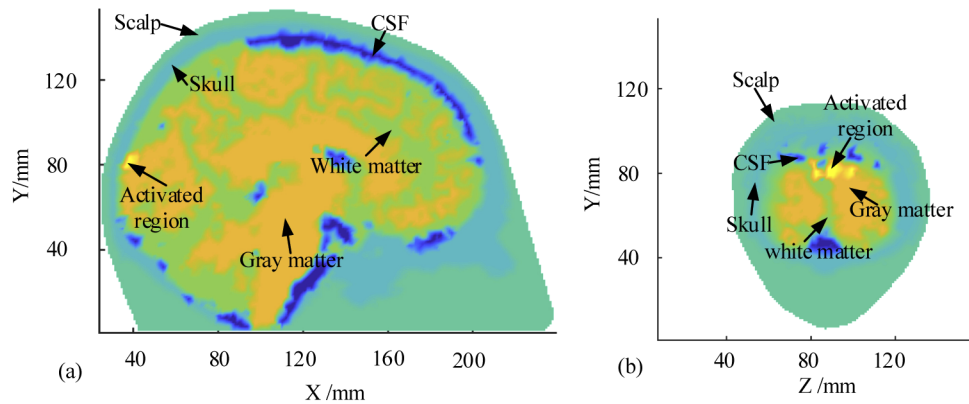 Scalp
CSF
Skull
White matter
Activated
region
Gray matter
Y/mm
120
80
40
40
80
120
160
200
X /mm
(a)
Scalp
Activated
region
CSF
Skull
Gray matter
white matter
Y/mm
120
80
40
40
80
120
Z /mm
(b)